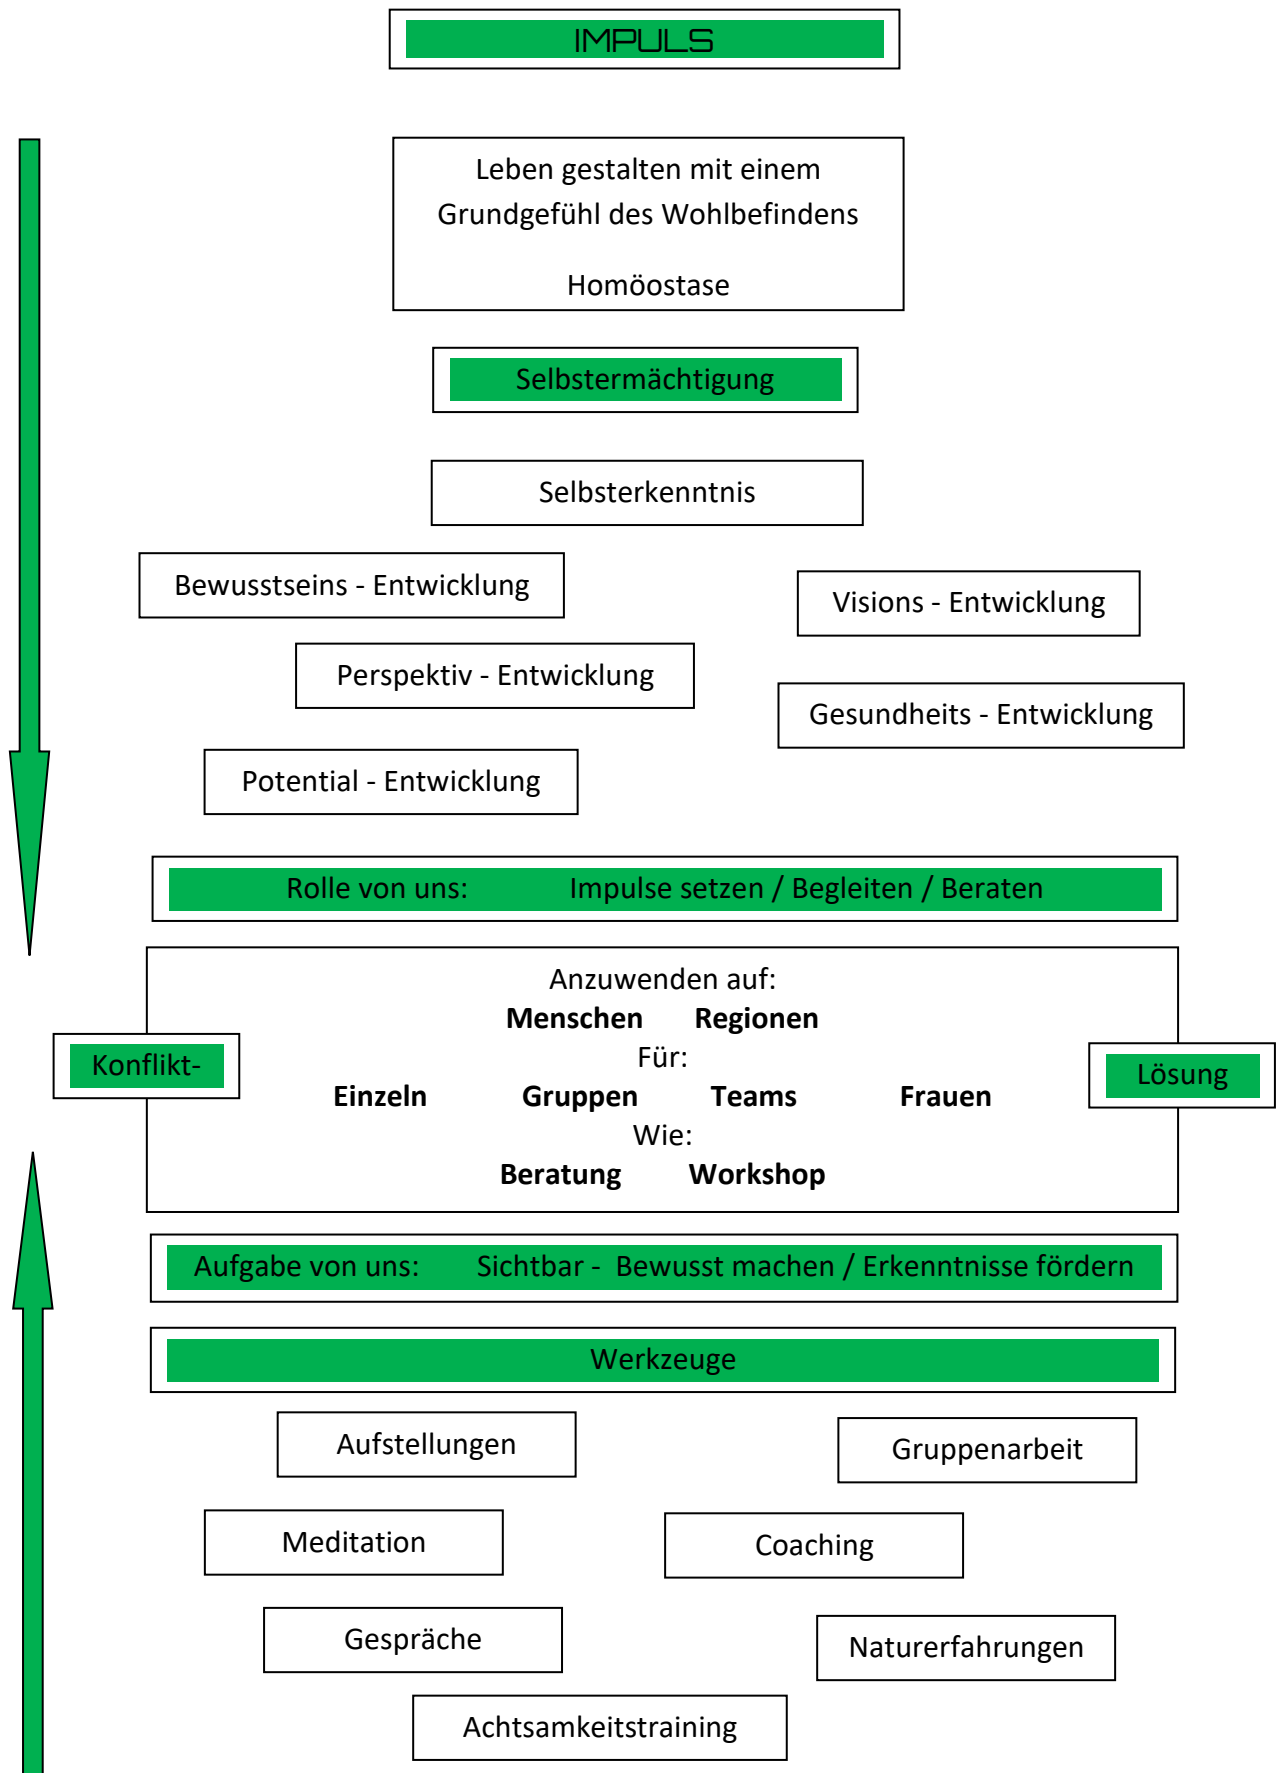 IMPULS
Leben gestalten mit einem
Grundgefühl des Wohlbefindens
Homöostase
Selbstermächtigung
Selbsterkenntnis
Bewusstseins - Entwicklung
Visions - Entwicklung
Perspektiv - Entwicklung
Gesundheits - Entwicklung
Potential - Entwicklung
Rolle von uns: Impulse setzen / Begleiten / Beraten
Anzuwenden auf:
Menschen Regionen
Für:
Konflikt-
Lösung
Einzeln Gruppen Teams Frauen
Wie:
Beratung Workshop
Aufgabe von uns: Sichtbar - Bewusst machen / Erkenntnisse fördern
Werkzeuge
Aufstellungen
Gruppenarbeit
Meditation
Coaching
Gespräche
Naturerfahrungen
Achtsamkeitstraining